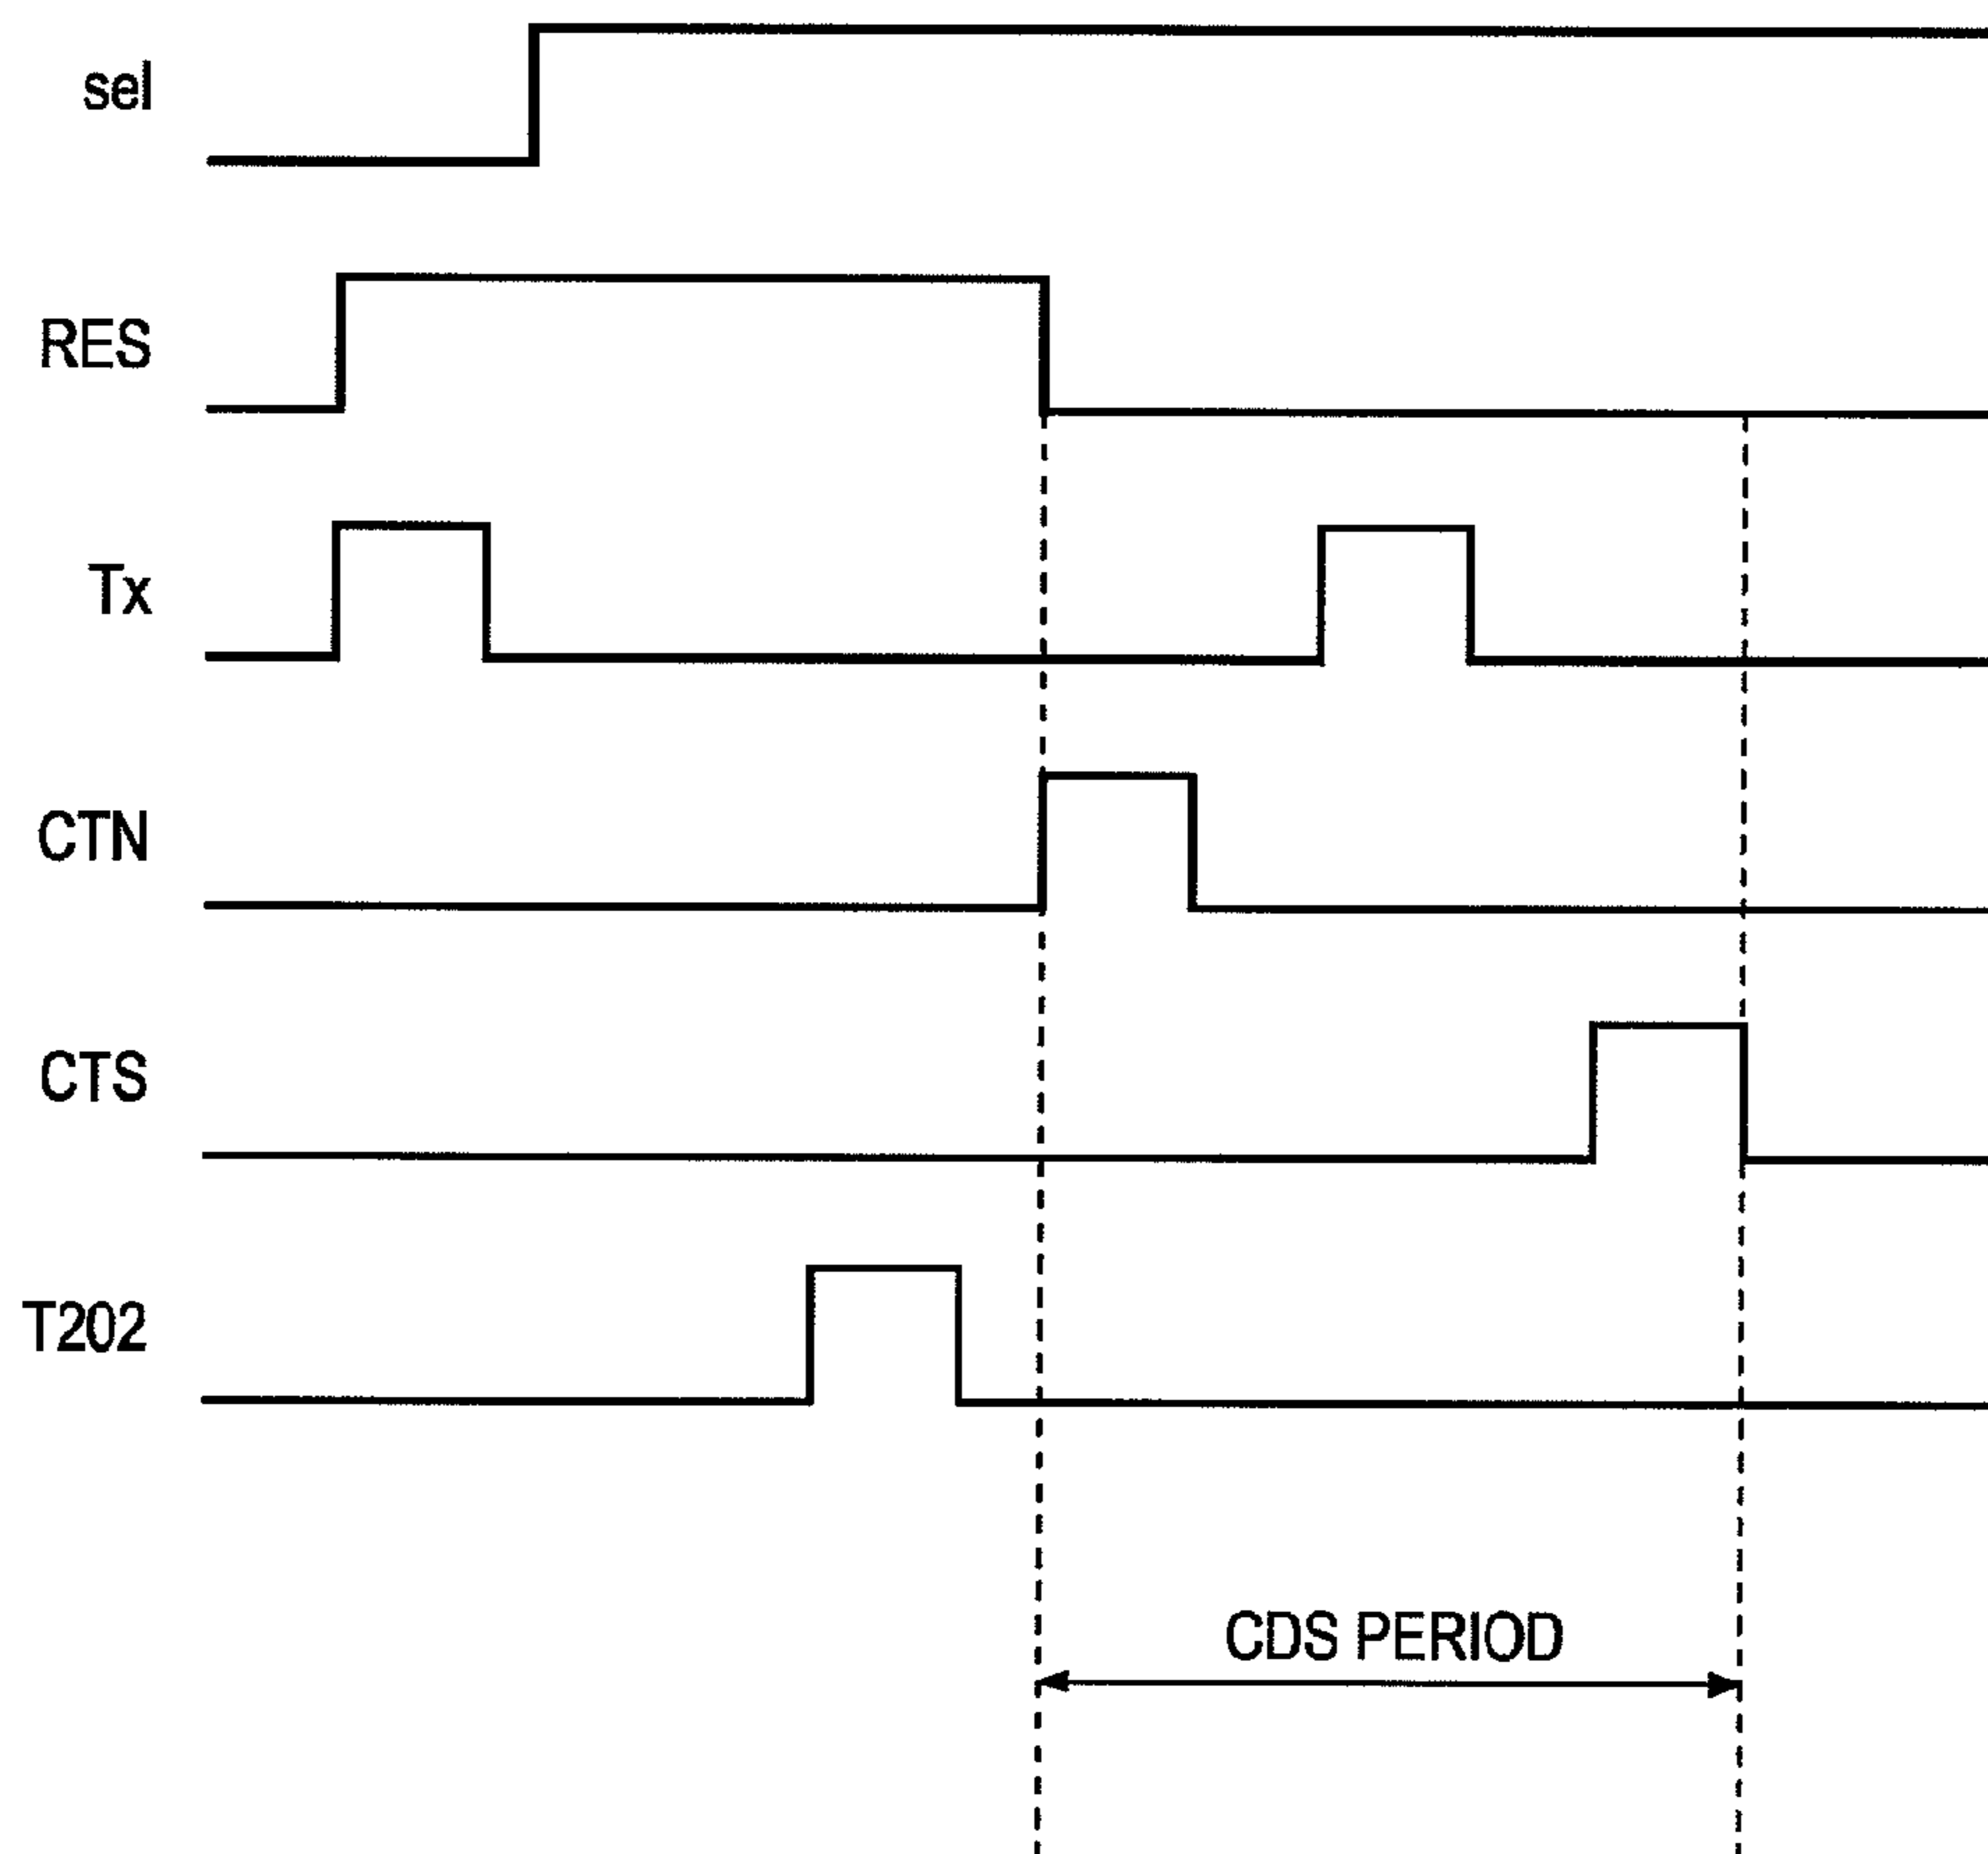 sel
RES
Tx
CTN
CTS
T202
CDS PERIOD